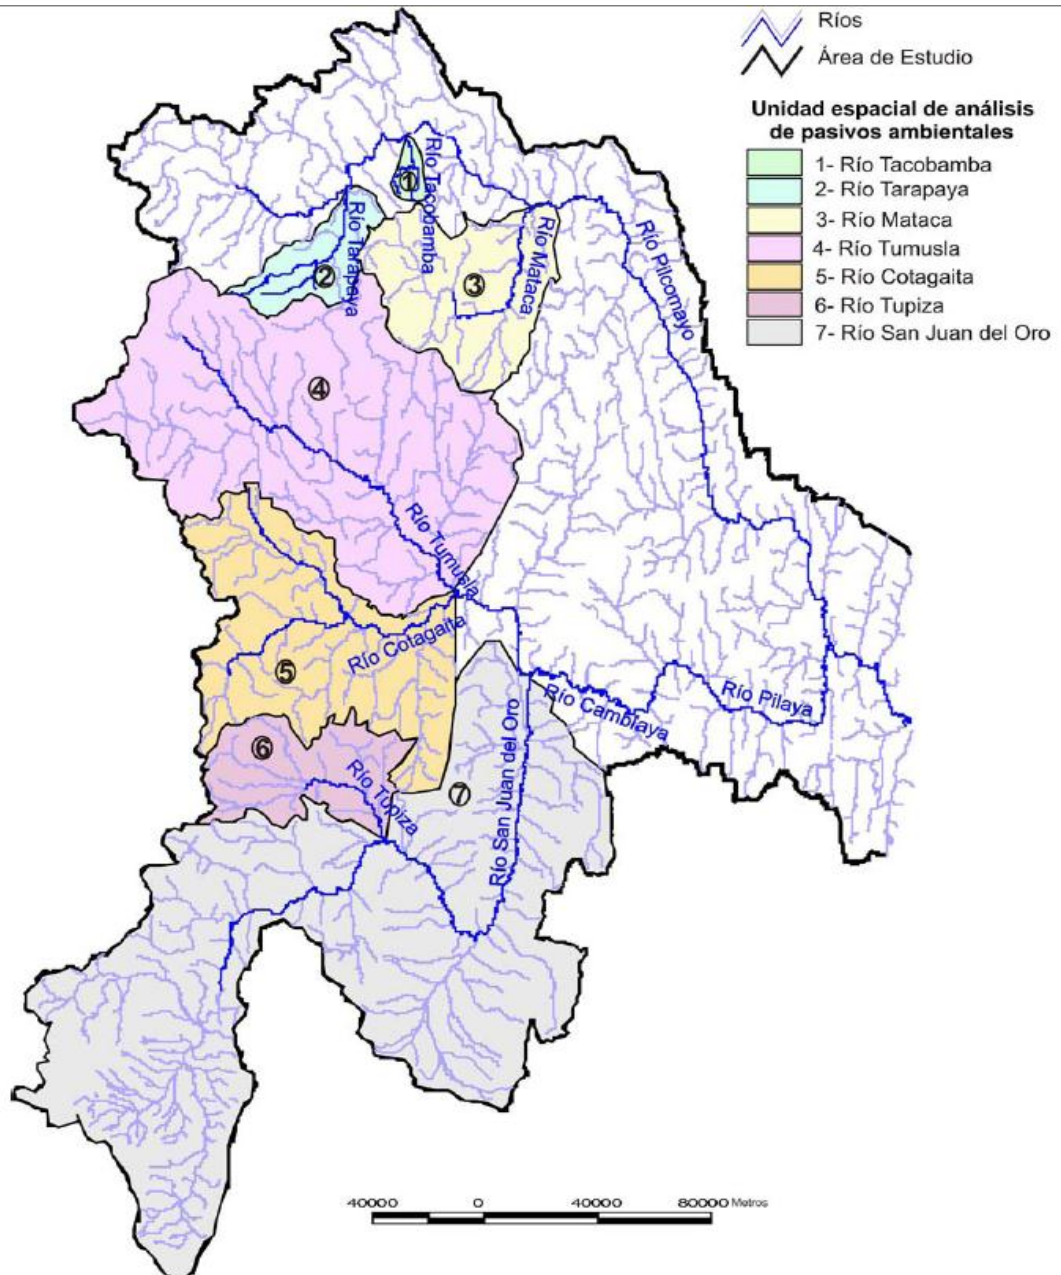 Ríos
Área de Estudio
Unidad espacial de análisis
de pasivos ambientales
1- Río Tacobamba
2- Río Tarapaya
3- Río Mataca
4- Río Tumusla
5- Río Cotagaita
6- Río Tupiza
7- Río San Juan del Oro
1
Río Tacobamba
Río Tarapaya
2
3
Río Mataca
Río Pilcomayo
4
Río Tumusla
Río Cotagaita
5
Río Camblaya
Río Pilaya
6
Río Tupiza
7
Río San Juan del Oro
40000 0 40000 80000 Metros